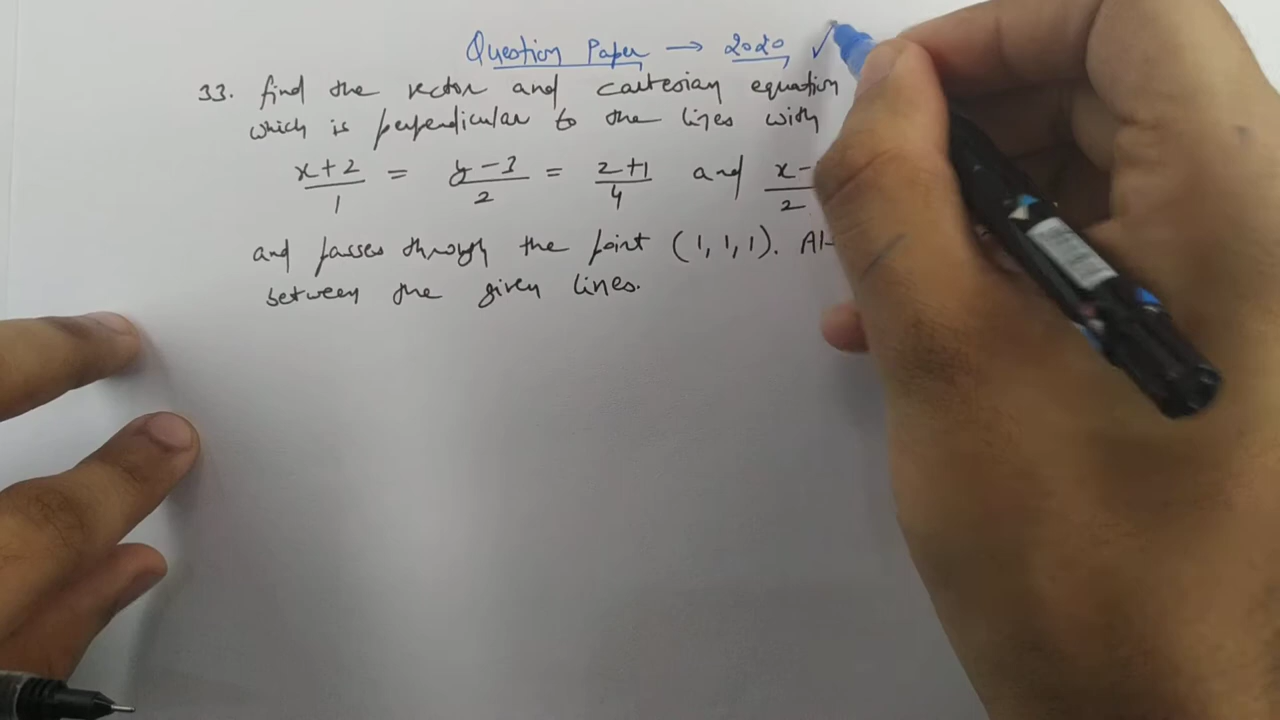 Question Paper → 2020 ✓
33. find the vector and cartesian equation
which is perpendicular to the lines with
x+2/1 = y-3/2 = z+1/4 and x-/2
and passes through the point (1, 1, 1). Al
between the given lines.